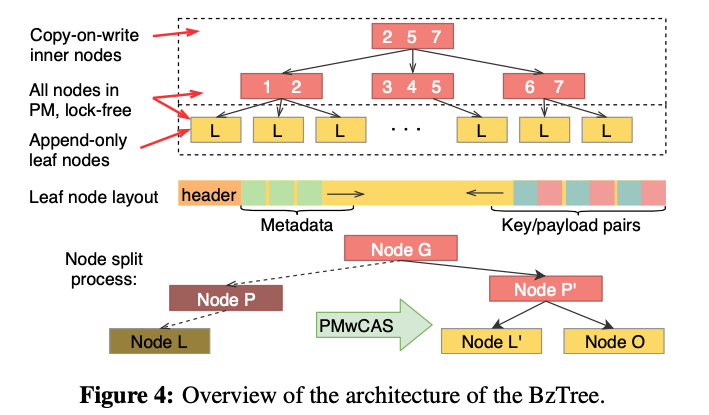 Copy-on-write
inner nodes
2 5 7
All nodes in
PM, lock-free
1 2
3 4 5
6 7
Append-only
leaf nodes
L
L
L
· · ·
L
L
L
Leaf node layout
header
Metadata
Key/payload pairs
Node split
process:
Node G
Node P
Node P'
PMwCAS
Node L
Node L'
Node O
Figure 4: Overview of the architecture of the BzTree.